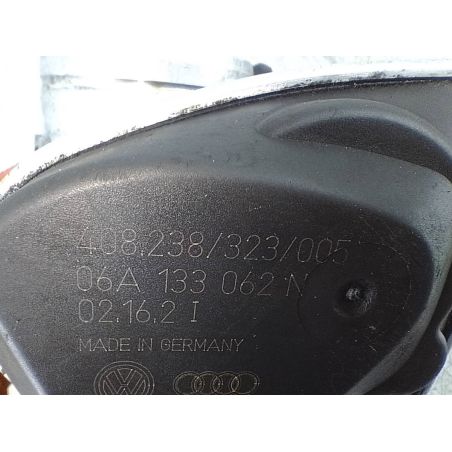 408.238/323/005
06A 133 062 N
02.16.2 I
MADE IN GERMANY